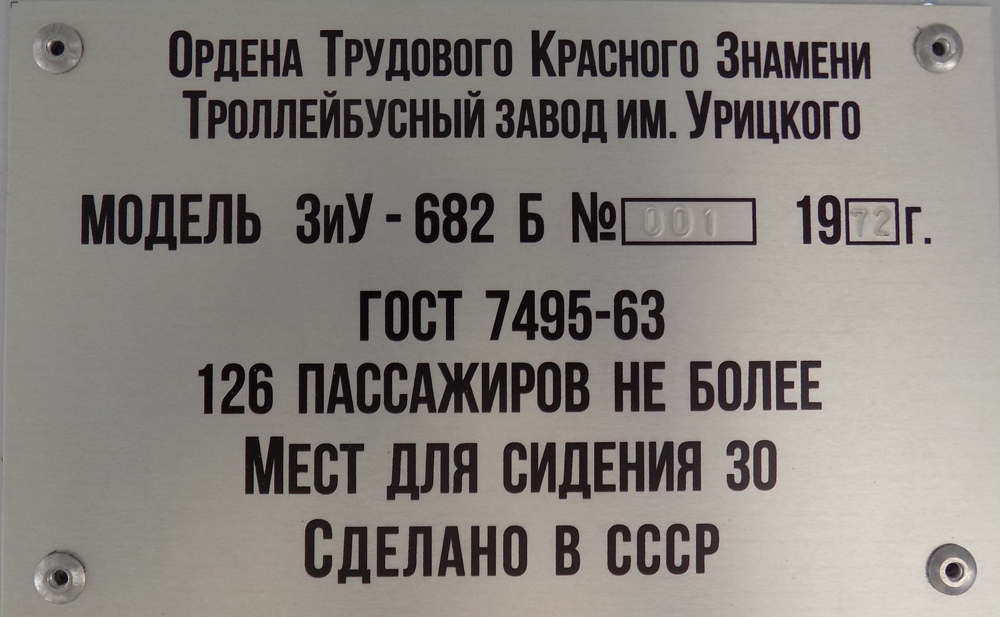 Ордена Трудового Красного Знамени
Троллейбусный завод им. Урицкого
модель ЗиУ - 682 Б № 001 1972г.
ГОСТ 7495-63
126 пассажиров не более
Мест для сидения 30
Сделано в СССР